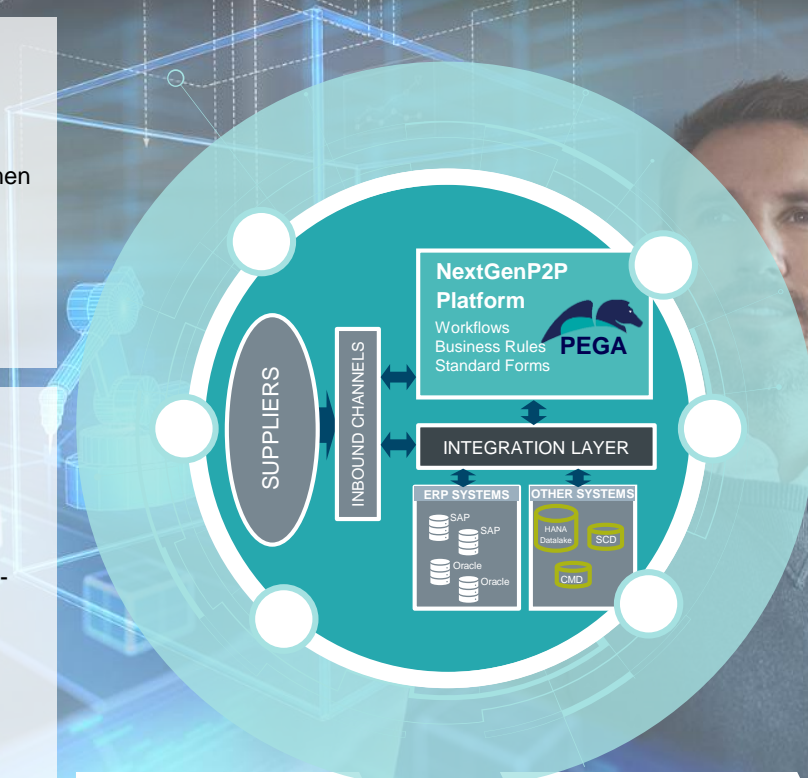 hen
-
NextGenP2P
Platform
Workflows
Business Rules
Standard Forms
PEGA
SUPPLIERS
INBOUND CHANNELS
INTEGRATION LAYER
ERP SYSTEMS
SAP
SAP
Oracle
Oracle
OTHER SYSTEMS
HANA
Datalake
SCD
CMD